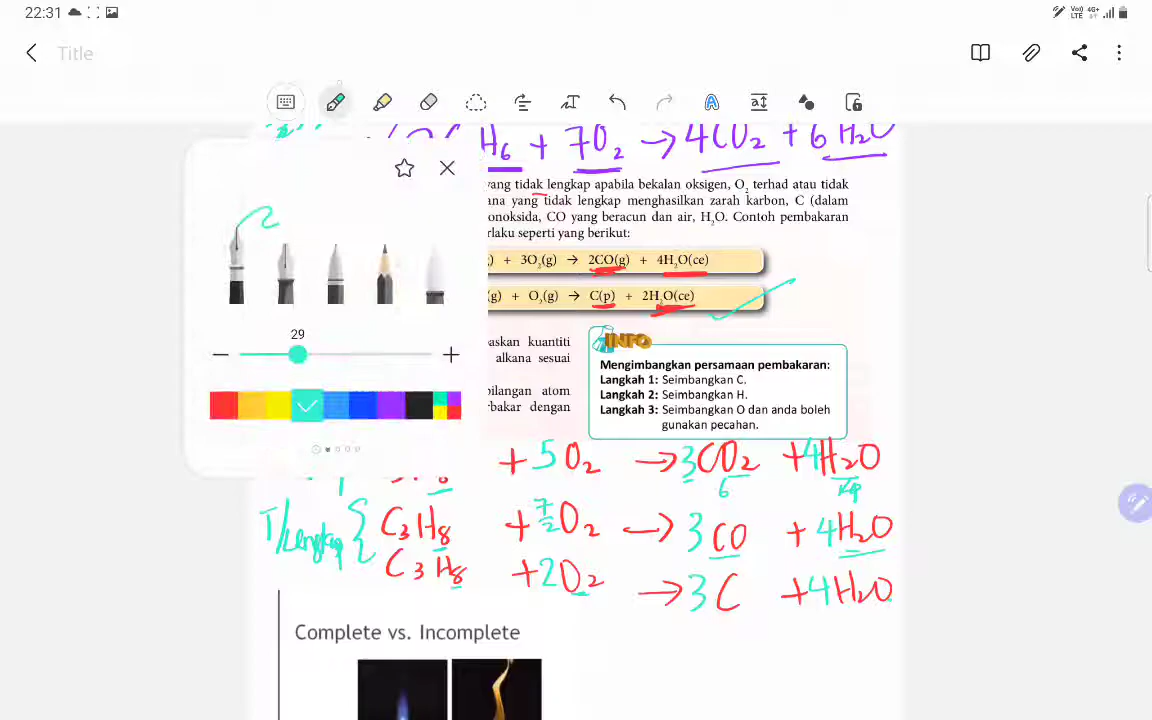 22:31
Title
H6 + 7O2 → 4CO2 + 6H2O
yang tidak lengkap apabila bekalan oksigen, O2 terhad atau tidak
ana yang tidak lengkap menghasilkan zarah karbon, C (dalam
onoksida, CO yang beracun dan air, H2O. Contoh pembakaran
rlaku seperti yang berikut:
) + 3O2(g) → 2CO(g) + 4H2O(ce)
(g) + O2(g) → C(p) + 2H2O(ce)
baskan kuantiti
alkana sesuai
bilangan atom
rbakar dengan
INFO
Mengimbangkan persamaan pembakaran:
Langkah 1: Seimbangkan C.
Langkah 2: Seimbangkan H.
Langkah 3: Seimbangkan O dan anda boleh
gunakan pecahan.
29
+ 5O2 → 3CO2 + 4H2O
6
T/Lengkap { C3H8 + 7/2 O2 → 3CO + 4H2O
C3H8 + 2O2 → 3C + 4H2O
Complete vs. Incomplete